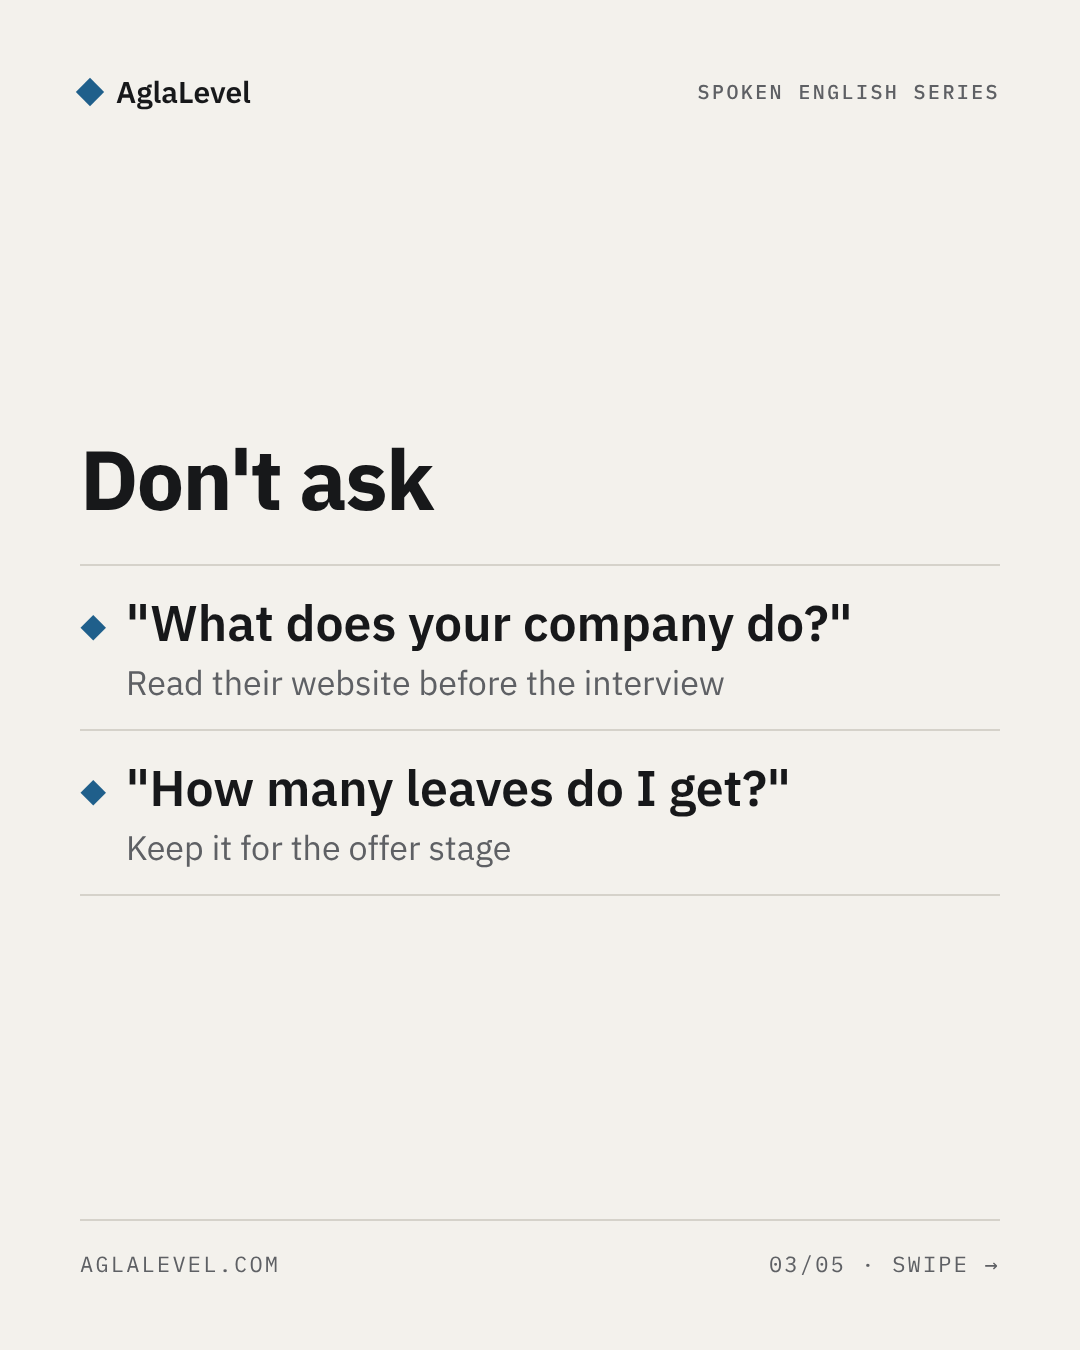 AglaLevel
SPOKEN ENGLISH SERIES
Don't ask
"What does your company do?"
Read their website before the interview
"How many leaves do I get?"
Keep it for the offer stage
AGLALEVEL.COM
03/05 · SWIPE →